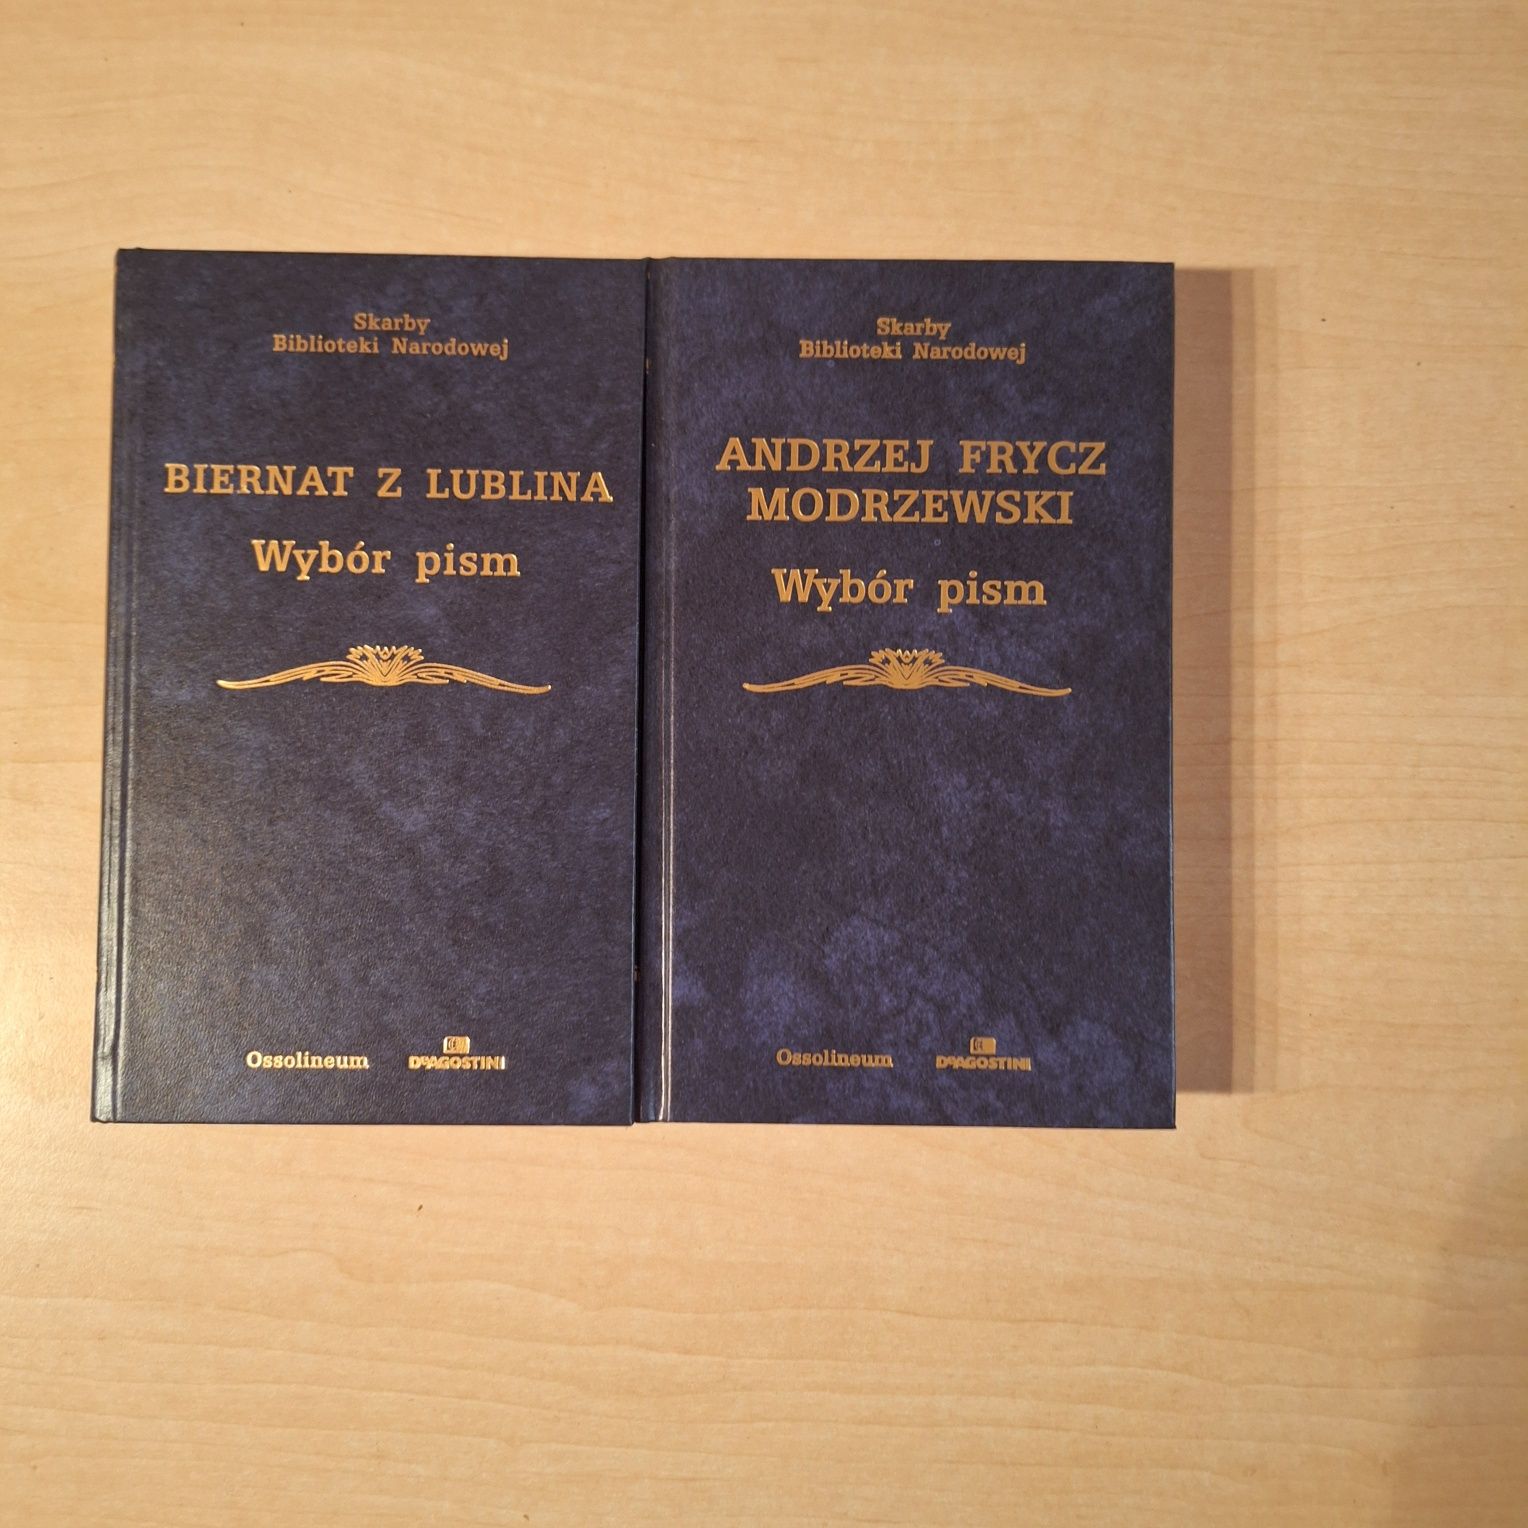 Skarby
Biblioteki Narodowej
BIERNAT Z LUBLINA
Wybór pism
Ossolineum
DeAGOSTINI
Skarby
Biblioteki Narodowej
ANDRZEJ FRYCZ
MODRZEWSKI
Wybór pism
Ossolineum
DeAGOSTINI